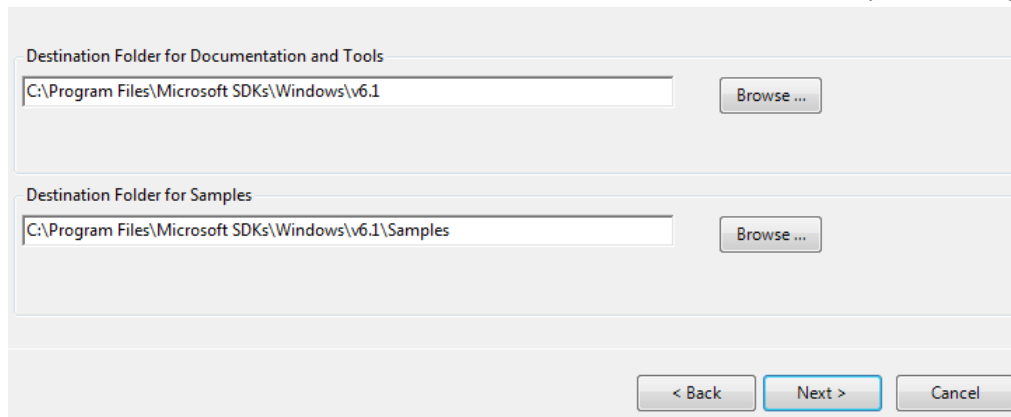 Destination Folder for Documentation and Tools
C:\Program Files\Microsoft SDKs\Windows\v6.1
Browse ...
Destination Folder for Samples
C:\Program Files\Microsoft SDKs\Windows\v6.1\Samples
Browse ...
< Back Next > Cancel